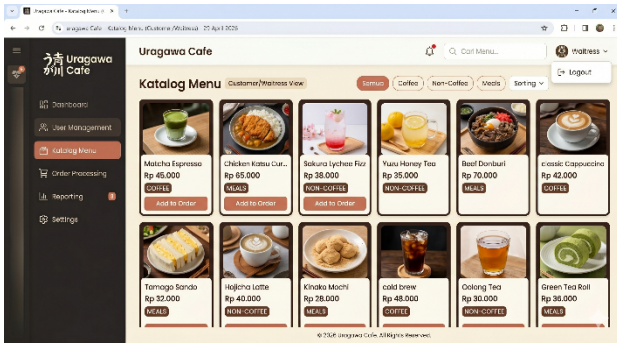 Uragawa Cafe - Katalog Menu
Uragawa Cafe - Katalog Menu (Customer/Waitress) - 29 April 2025
Uragawa
Cafe
Dashboard
User Management
Katalog Menu
Order Processing
Reporting
Settings
Uragawa Cafe
Cari Menu...
Waitress
Logout
Katalog Menu
Customer/Waitress View
Semua
Coffee
Non-Coffee
Meals
Sorting
Matcha Espresso
Rp 45.000
COFFEE
Add to Order
Chicken Katsu Cur...
Rp 65.000
MEALS
Add to Order
Sakura Lychee Fizz
Rp 38.000
NON-COFFEE
Add to Order
Yuzu Honey Tea
Rp 35.000
NON-COFFEE
Beef Donburi
Rp 70.000
MEALS
classic Cappuccino
Rp 42.000
COFFEE
Tamago Sando
Rp 32.000
MEALS
Hojicha Latte
Rp 40.000
NON-COFFEE
Kinako Mochi
Rp 28.000
MEALS
cold brew
Rp 48.000
COFFEE
Oolong Tea
Rp 30.000
NON-COFFEE
Green Tea Roll
Rp 36.000
MEALS
© 2026 Uragawa Cafe. All Rights Reserved.